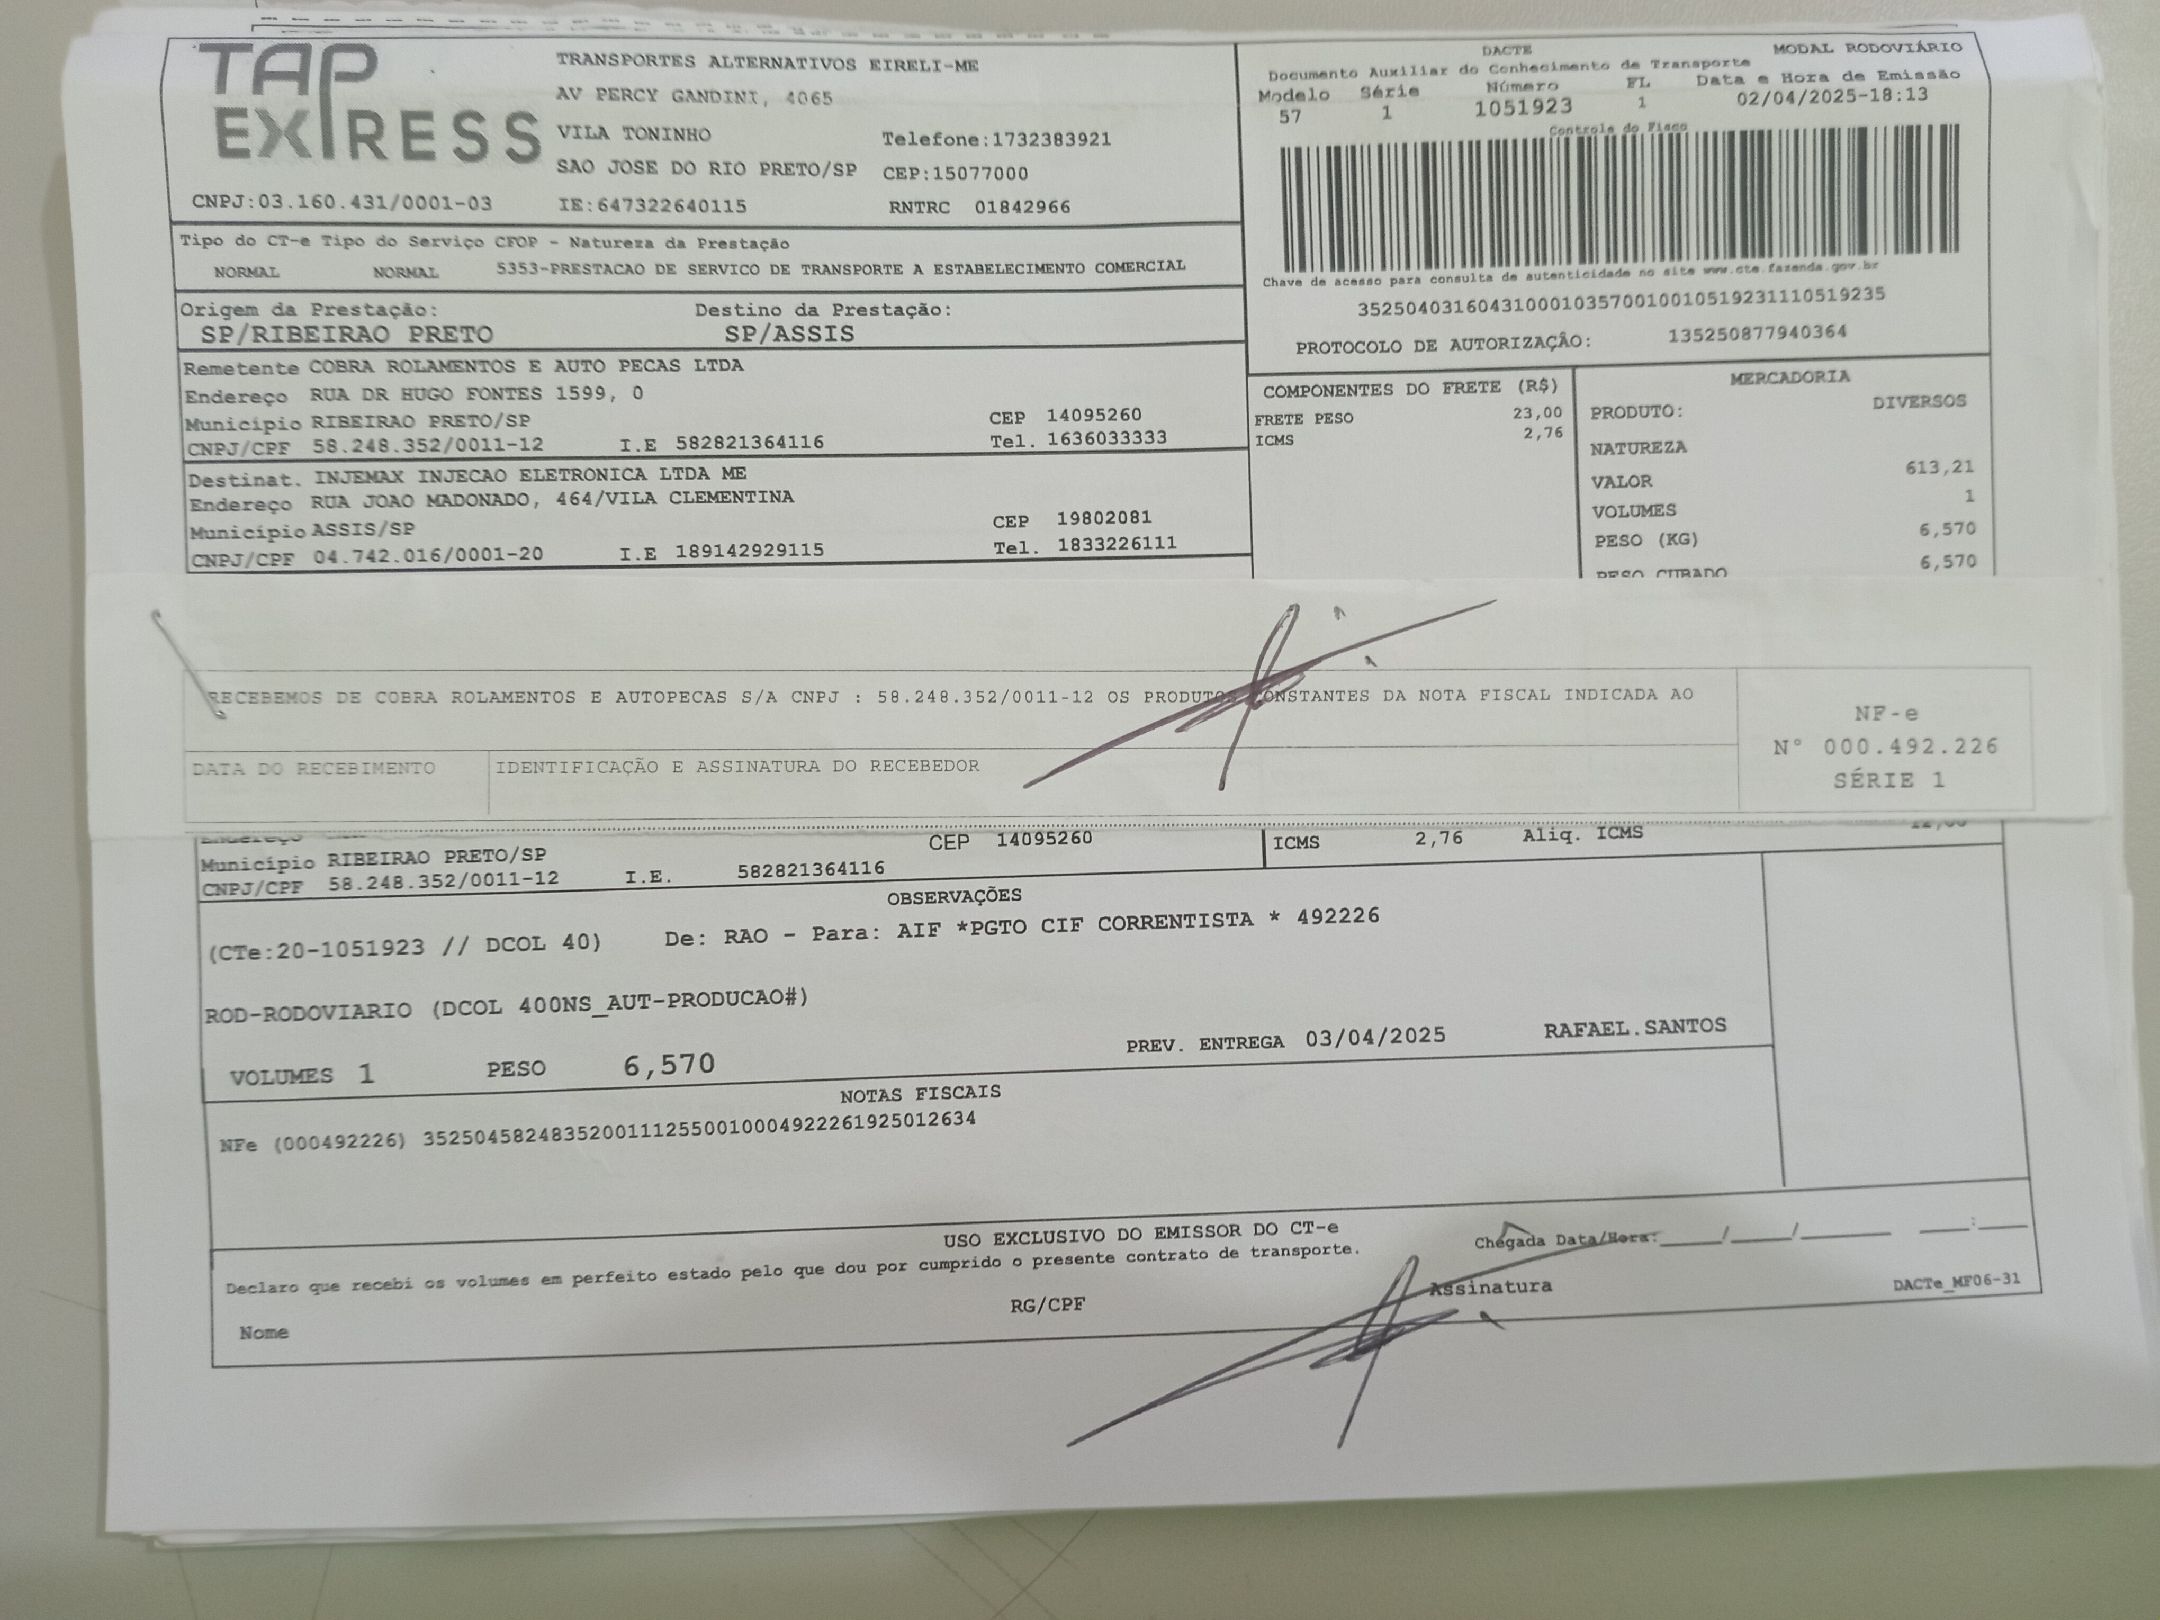 TAP EXPRESS
TRANSPORTES ALTERNATIVOS EIRELI-ME
AV PERCY GANDINI, 4065
VILA TONINHO Telefone:1732383921
SAO JOSE DO RIO PRETO/SP CEP:15077000
CNPJ:03.160.431/0001-03 IE:647322640115 RNTRC 01842966
DACTE MODAL RODOVIÁRIO
Documento Auxiliar do Conhecimento de Transporte
Modelo Série Número FL Data e Hora de Emissão
57 1 1051923 1 02/04/2025-18:13
Controle do Fisco
Chave de acesso para consulta de autenticidade no site www.cte.fazenda.gov.br
35250403160431000103570010010519231110519235
PROTOCOLO DE AUTORIZAÇÃO: 135250877940364
Tipo do CT-e Tipo do Serviço CFOP - Natureza da Prestação
NORMAL NORMAL 5353-PRESTACAO DE SERVICO DE TRANSPORTE A ESTABELECIMENTO COMERCIAL
Origem da Prestação: Destino da Prestação:
SP/RIBEIRAO PRETO SP/ASSIS
Remetente COBRA ROLAMENTOS E AUTO PECAS LTDA
Endereço RUA DR HUGO FONTES 1599, 0
Município RIBEIRAO PRETO/SP CEP 14095260
CNPJ/CPF 58.248.352/0011-12 I.E 582821364116 Tel. 1636033333
Destinat. INJEMAX INJECAO ELETRONICA LTDA ME
Endereço RUA JOAO MADONADO, 464/VILA CLEMENTINA
Município ASSIS/SP CEP 19802081
CNPJ/CPF 04.742.016/0001-20 I.E 189142929115 Tel. 1833226111
COMPONENTES DO FRETE (R$)
FRETE PESO 23,00
ICMS 2,76
MERCADORIA
PRODUTO: DIVERSOS
NATUREZA
VALOR 613,21
VOLUMES 1
PESO (KG) 6,570
PESO CUBADO 6,570
RECEBEMOS DE COBRA ROLAMENTOS E AUTOPECAS S/A CNPJ : 58.248.352/0011-12 OS PRODUTOS CONSTANTES DA NOTA FISCAL INDICADA AO
DATA DO RECEBIMENTO IDENTIFICAÇÃO E ASSINATURA DO RECEBEDOR
NF-e
N° 000.492.226
SÉRIE 1
Endereço
Município RIBEIRAO PRETO/SP CEP 14095260
CNPJ/CPF 58.248.352/0011-12 I.E. 582821364116
ICMS 2,76 Aliq. ICMS 12,00
OBSERVAÇÕES
(CTe:20-1051923 // DCOL 40) De: RAO - Para: AIF *PGTO CIF CORRENTISTA * 492226
ROD-RODOVIARIO (DCOL 400NS_AUT-PRODUCAO#)
PREV. ENTREGA 03/04/2025 RAFAEL.SANTOS
VOLUMES 1 PESO 6,570
NOTAS FISCAIS
NFe (000492226) 35250458248352001112550010004922261925012634
USO EXCLUSIVO DO EMISSOR DO CT-e
Declaro que recebi os volumes em perfeito estado pelo que dou por cumprido o presente contrato de transporte.
Chegada Data/Hora:____/____/______ ____:____
Nome RG/CPF Assinatura
DACTe_MF06-31